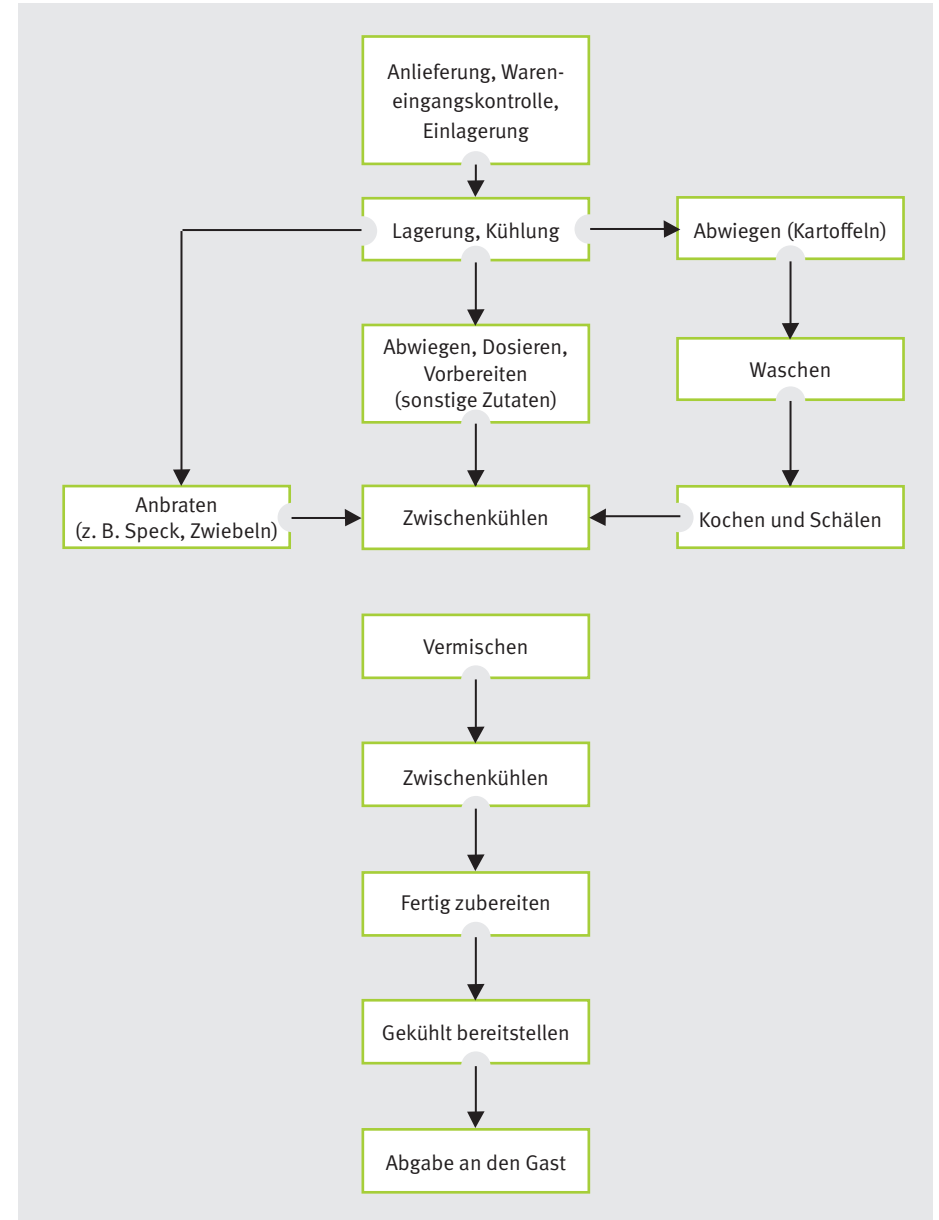 Anlieferung, Waren-
eingangskontrolle,
Einlagerung
Lagerung, Kühlung
Abwiegen (Kartoffeln)
Abwiegen, Dosieren,
Vorbereiten
(sonstige Zutaten)
Waschen
Anbraten
(z. B. Speck, Zwiebeln)
Zwischenkühlen
Kochen und Schälen
Vermischen
Zwischenkühlen
Fertig zubereiten
Gekühlt bereitstellen
Abgabe an den Gast